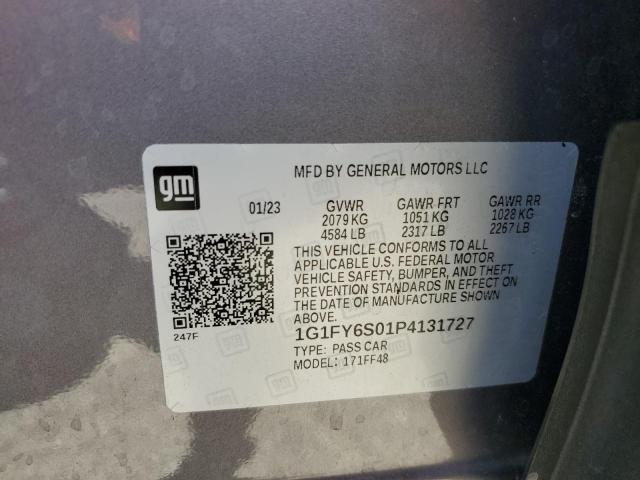 gm
MFD BY GENERAL MOTORS LLC
01/23 GVWR GAWR FRT GAWR RR
2079 KG 1051 KG 1028 KG
4584 LB 2317 LB 2267 LB
THIS VEHICLE CONFORMS TO ALL
APPLICABLE U.S. FEDERAL MOTOR
VEHICLE SAFETY, BUMPER, AND THEFT
PREVENTION STANDARDS IN EFFECT ON
THE DATE OF MANUFACTURE SHOWN
ABOVE.
247F
1G1FY6S01P4131727
TYPE: PASS CAR
MODEL: 171FF48